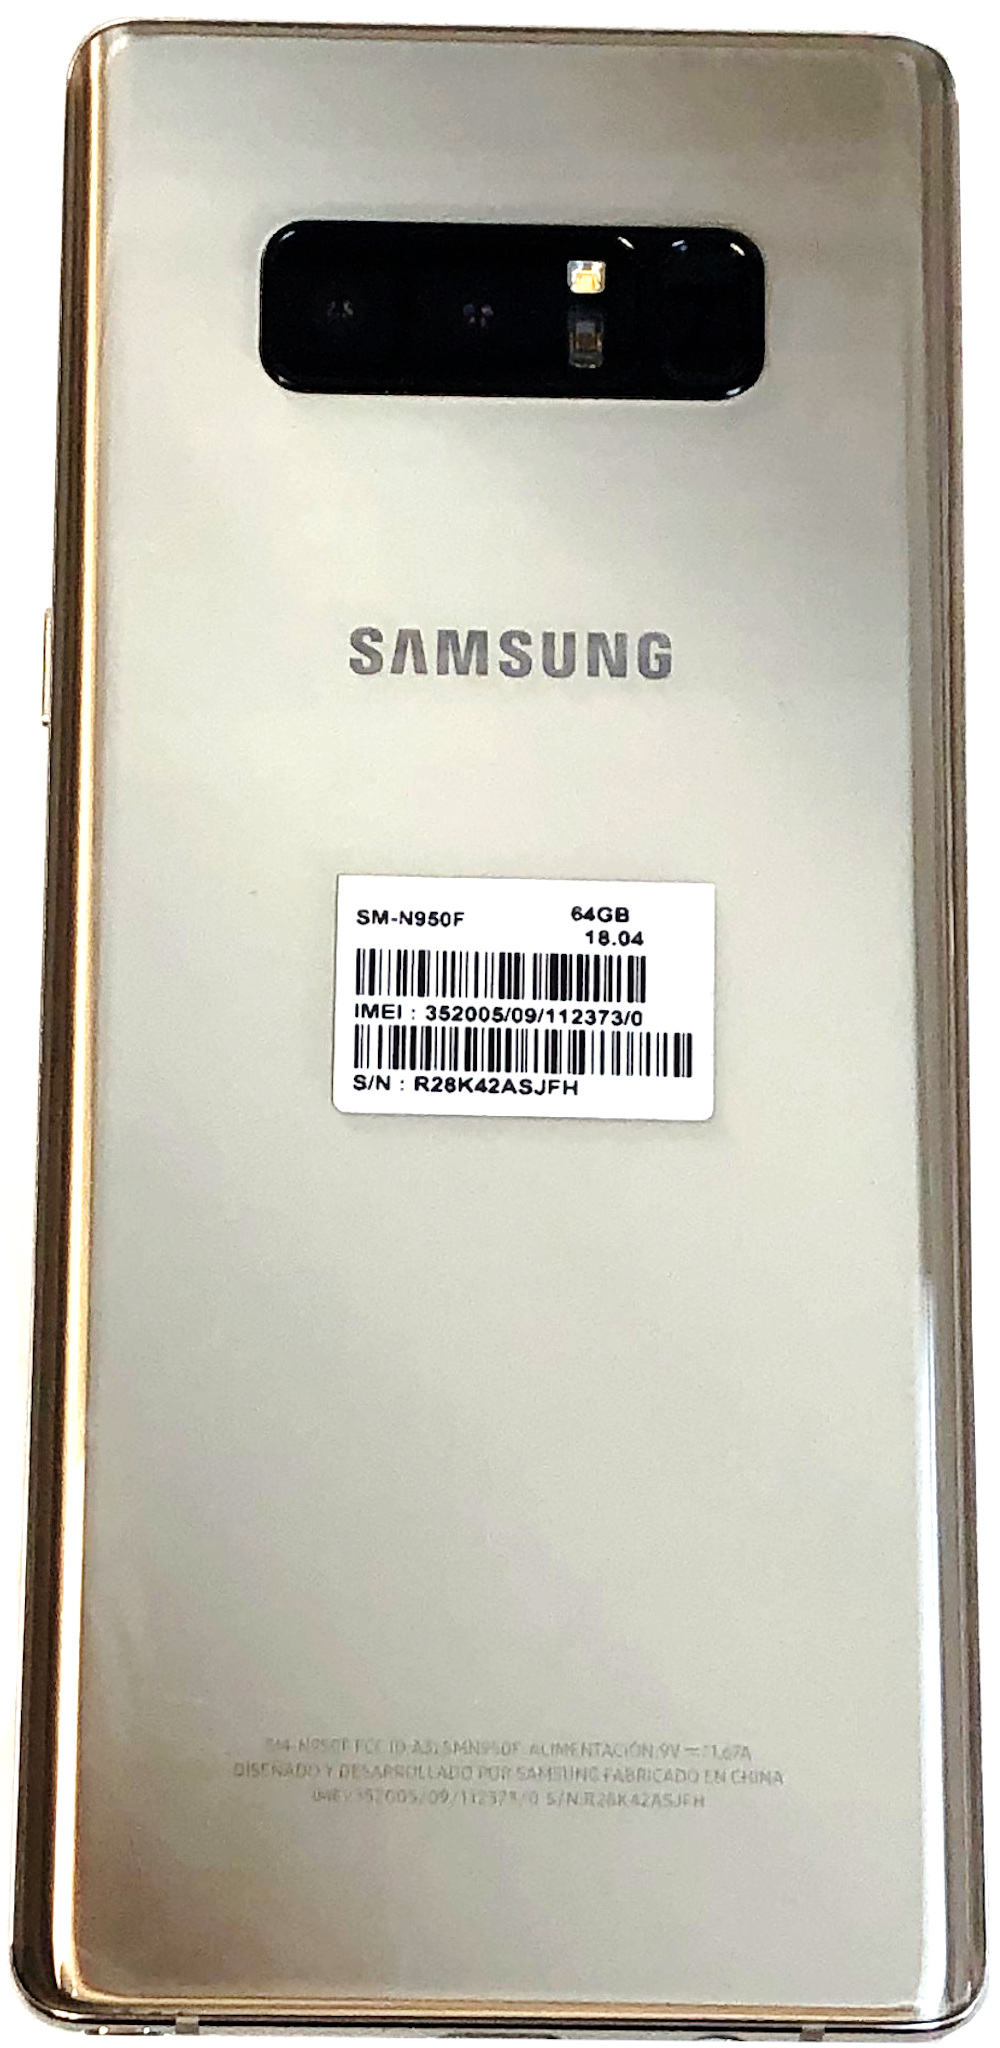 SAMSUNG
SM-N950F 64GB
18.04
IMEI : 352005/09/112373/0
S/N : R28K42ASJFH
SM-N950F FCC ID:A3LSMN950F ALIMENTACIÓN:9V ⎓ 1.67A
DISEÑADO Y DESARROLLADO POR SAMSUNG FABRICADO EN CHINA
IMEI:352005/09/112373/0 S/N:R28K42ASJFH